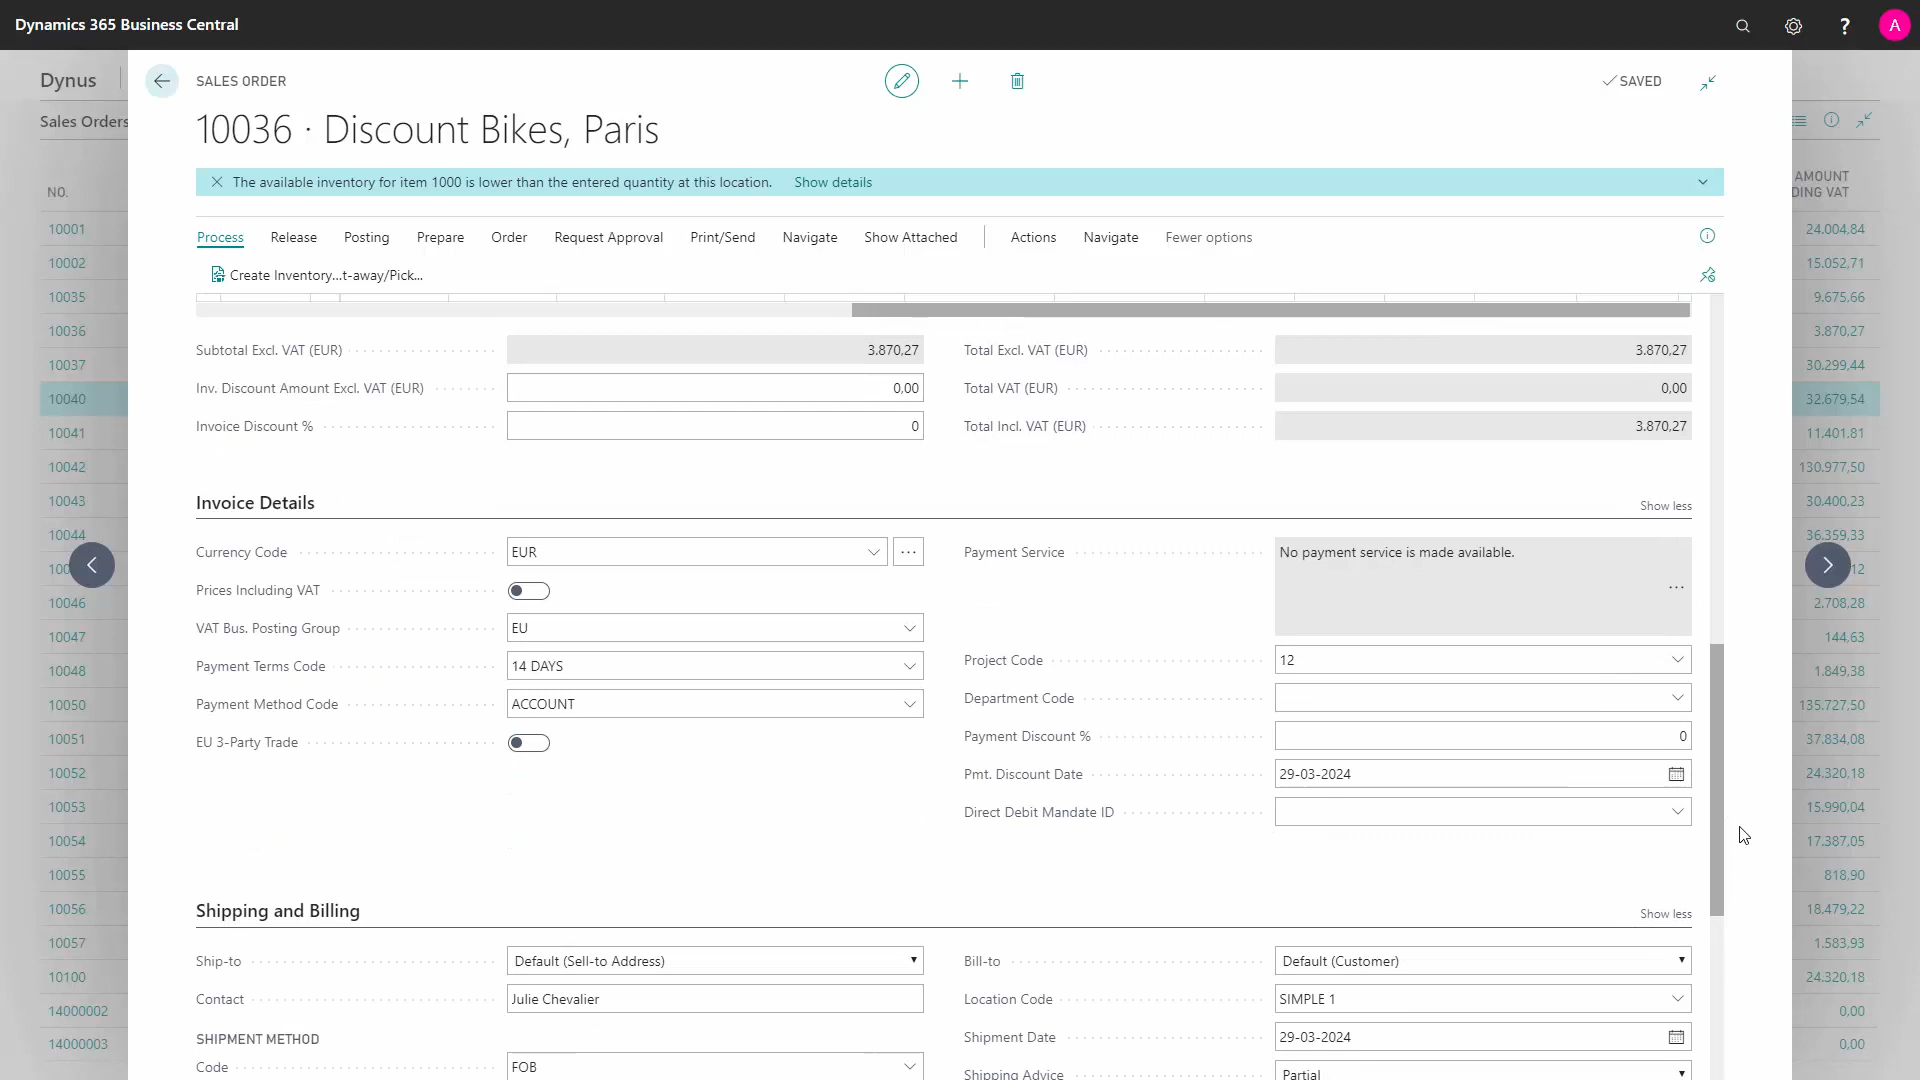 Dynamics 365 Business Central
?
A
Dynus
SALES ORDER
SAVED
Sales Orders
10036 · Discount Bikes, Paris
The available inventory for item 1000 is lower than the entered quantity at this location. Show details
NO.
AMOUNT
DING VAT
Process Release Posting Prepare Order Request Approval Print/Send Navigate Show Attached Actions Navigate Fewer options
Create Inventory...t-away/Pick...
10001 24.004,84
10002 15.052,71
10035 9.675,66
10036 3.870,27
10037 30.299,44
10040 32.679,54
10041 11.401,81
10042 130.977,50
10043 30.400,23
10044 36.359,33
12
10046 2.708,28
10047 144,63
10048 1.849,38
10050 135.727,50
10051 37.834,08
10052 24.320,18
10053 15.990,04
10054 17.387,05
10055 818,90
10056 18.479,22
10057 1.583,93
10100 24.320,18
14000002 0,00
14000003 0,00
Subtotal Excl. VAT (EUR) 3.870,27
Inv. Discount Amount Excl. VAT (EUR) 0,00
Invoice Discount % 0
Total Excl. VAT (EUR) 3.870,27
Total VAT (EUR) 0,00
Total Incl. VAT (EUR) 3.870,27
Invoice Details Show less
Currency Code EUR
Prices Including VAT
VAT Bus. Posting Group EU
Payment Terms Code 14 DAYS
Payment Method Code ACCOUNT
EU 3-Party Trade
Payment Service No payment service is made available.
Project Code 12
Department Code
Payment Discount % 0
Pmt. Discount Date 29-03-2024
Direct Debit Mandate ID
Shipping and Billing Show less
Ship-to Default (Sell-to Address)
Contact Julie Chevalier
SHIPMENT METHOD
Code FOB
Bill-to Default (Customer)
Location Code SIMPLE 1
Shipment Date 29-03-2024
Shipping Advice Partial